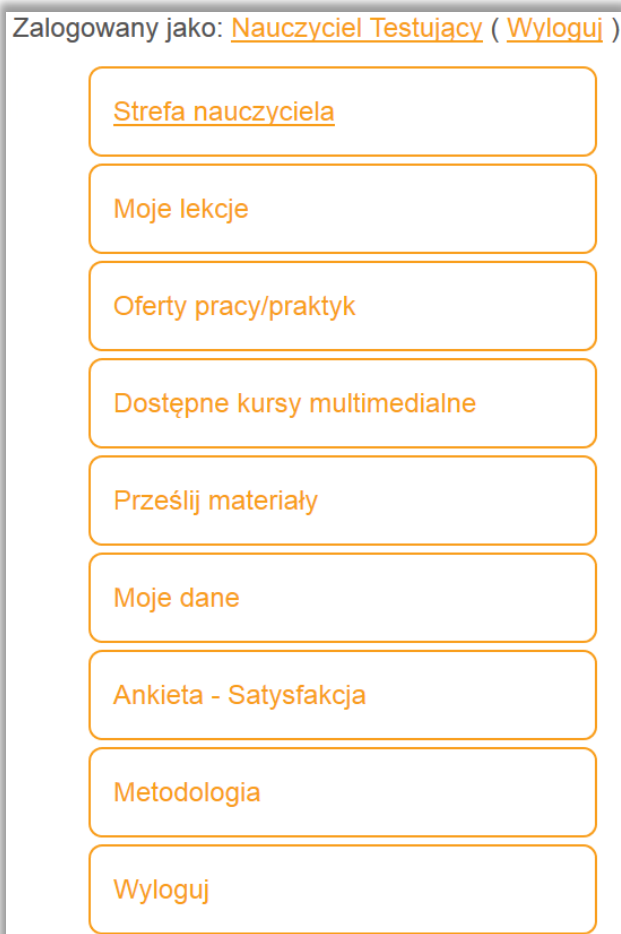 Zalogowany jako: Nauczyciel Testujący ( Wyloguj )
Strefa nauczyciela
Moje lekcje
Oferty pracy/praktyk
Dostępne kursy multimedialne
Prześlij materiały
Moje dane
Ankieta - Satysfakcja
Metodologia
Wyloguj